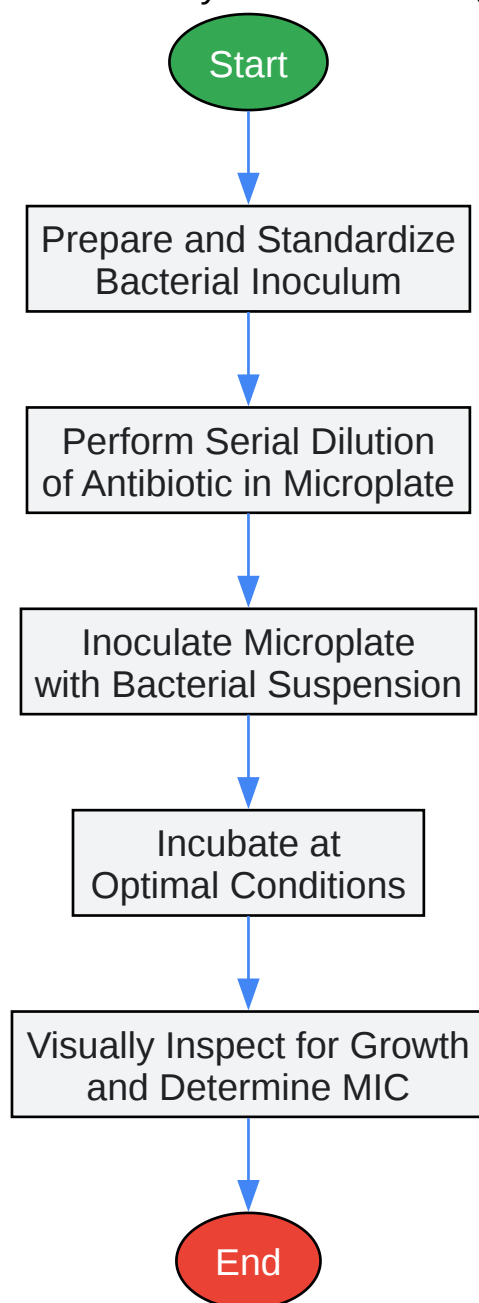 Start
Prepare and Standardize
Bacterial Inoculum
Perform Serial Dilution
of Antibiotic in Microplate
Inoculate Microplate
with Bacterial Suspension
Incubate at
Optimal Conditions
Visually Inspect for Growth
and Determine MIC
End